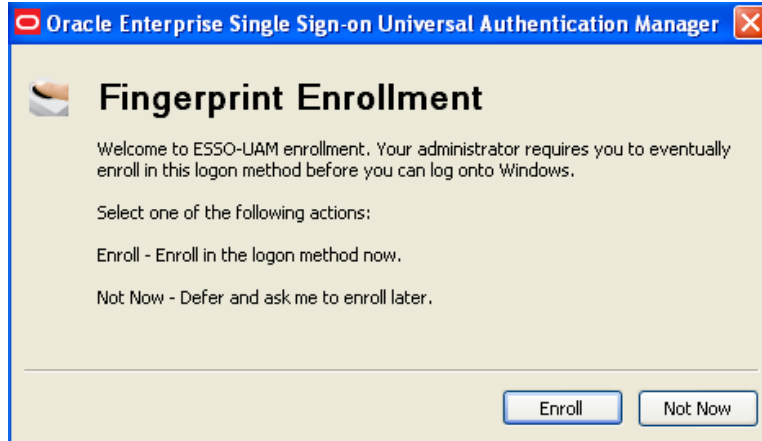 Oracle Enterprise Single Sign-on Universal Authentication Manager
Fingerprint Enrollment
Welcome to ESSO-UAM enrollment. Your administrator requires you to eventually
enroll in this logon method before you can log onto Windows.
Select one of the following actions:
Enroll - Enroll in the logon method now.
Not Now - Defer and ask me to enroll later.
Enroll
Not Now